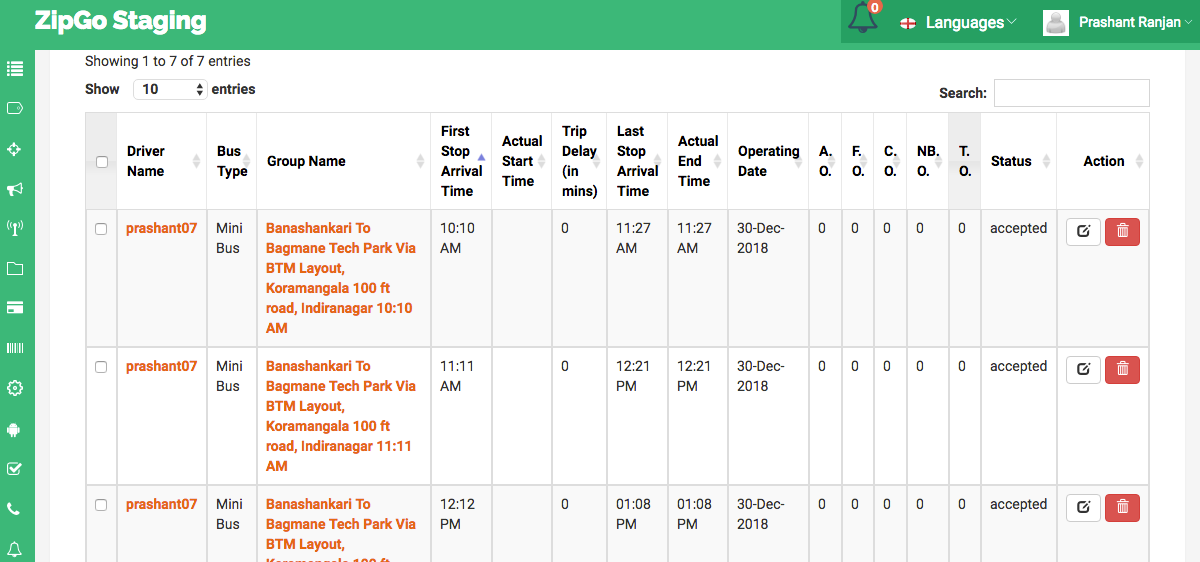 ZipGo Staging
0
Languages
Prashant Ranjan
Showing 1 to 7 of 7 entries
Show 10 entries
Search:
Driver Name
Bus Type
Group Name
First Stop Arrival Time
Actual Start Time
Trip Delay (in mins)
Last Stop Arrival Time
Actual End Time
Operating Date
A. O.
F. O.
C. O.
NB. O.
T. O.
Status
Action
prashant07 Mini Banashankari To 10:10 0 11:27 11:27 30-Dec- 0 0 0 0 0 accepted
Bus Bagmane Tech Park Via AM AM AM 2018
BTM Layout,
Koramangala 100 ft
road, Indiranagar 10:10
AM
prashant07 Mini Banashankari To 11:11 0 12:21 12:21 30-Dec- 0 0 0 0 0 accepted
Bus Bagmane Tech Park Via AM PM PM 2018
BTM Layout,
Koramangala 100 ft
road, Indiranagar 11:11
AM
prashant07 Mini Banashankari To 12:12 0 01:08 01:08 30-Dec- 0 0 0 0 0 accepted
Bus Bagmane Tech Park Via PM PM PM 2018
BTM Layout,
Koramangala 100 ft